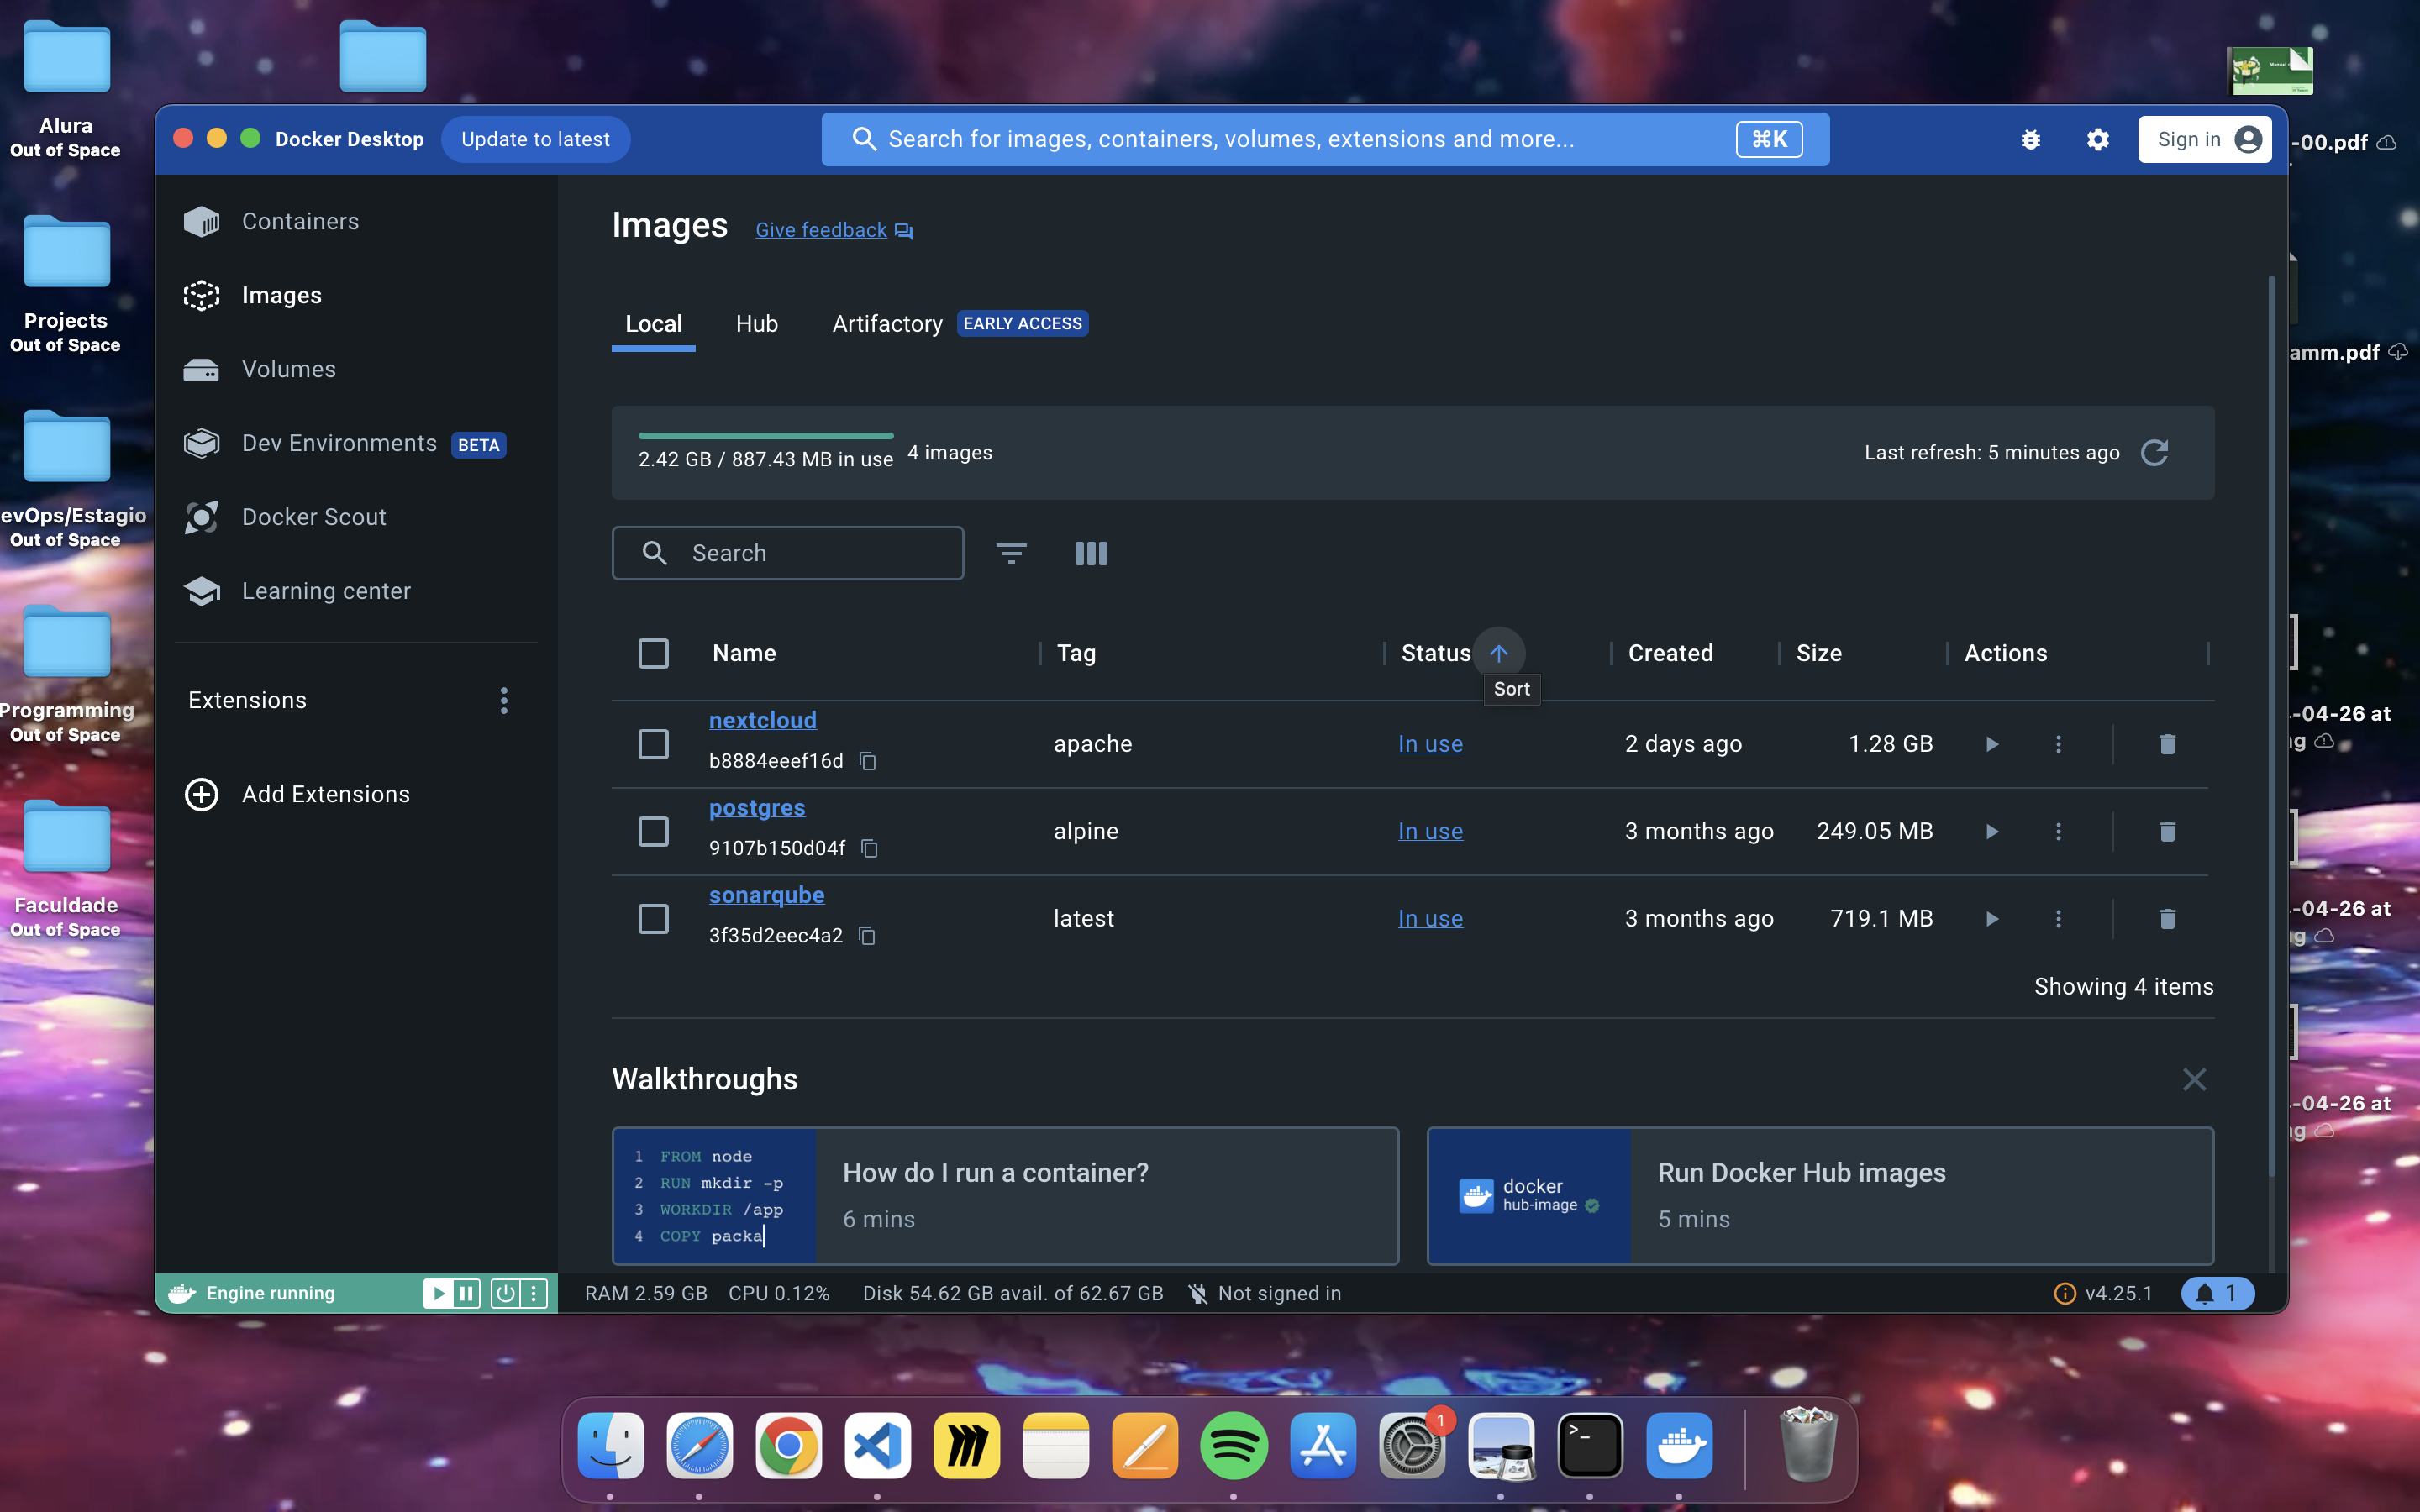 Docker Desktop
Update to latest
Search for images, containers, volumes, extensions and more...
⌘K
Sign in
Containers
Images
Volumes
Dev Environments BETA
Docker Scout
Learning center
Extensions
Add Extensions
Images
Give feedback
Local Hub Artifactory EARLY ACCESS
2.42 GB / 887.43 MB in use 4 images
Last refresh: 5 minutes ago
Search
Name Tag Status Created Size Actions
Sort
nextcloud
b8884eeef16d
apache In use 2 days ago 1.28 GB
postgres
9107b150d04f
alpine In use 3 months ago 249.05 MB
sonarqube
3f35d2eec4a2
latest In use 3 months ago 719.1 MB
Showing 4 items
Walkthroughs
1 FROM node
2 RUN mkdir -p
3 WORKDIR /app
4 COPY packa
How do I run a container?
6 mins
docker
hub-image
Run Docker Hub images
5 mins
Engine running
RAM 2.59 GB CPU 0.12% Disk 54.62 GB avail. of 62.67 GB Not signed in
v4.25.1
1
Alura
Out of Space
Projects
Out of Space
evOps/Estagio
Out of Space
Programming
Out of Space
Faculdade
Out of Space
-00.pdf
amm.pdf
-04-26 at
g
-04-26 at
g
-04-26 at
g
1